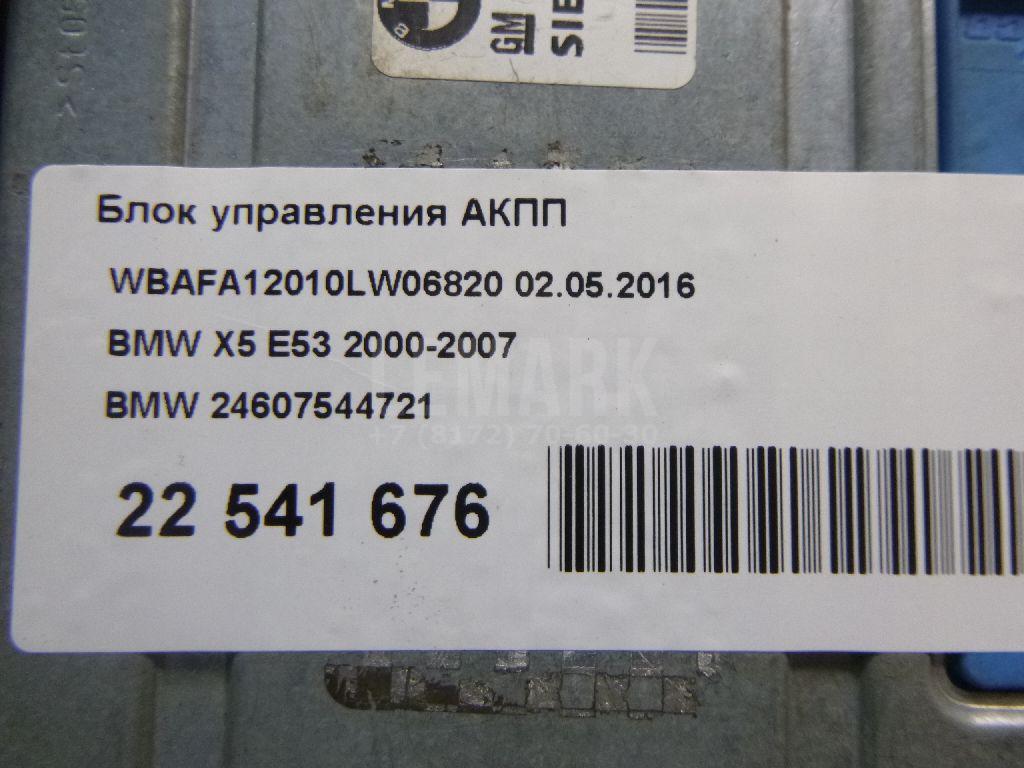 GM
SIE
> St05
Блок управления АКПП
WBAFA12010LW06820 02.05.2016
BMW X5 E53 2000-2007
BMW 24607544721
LEMARK
+7 (8172) 70-60-30
22 541 676